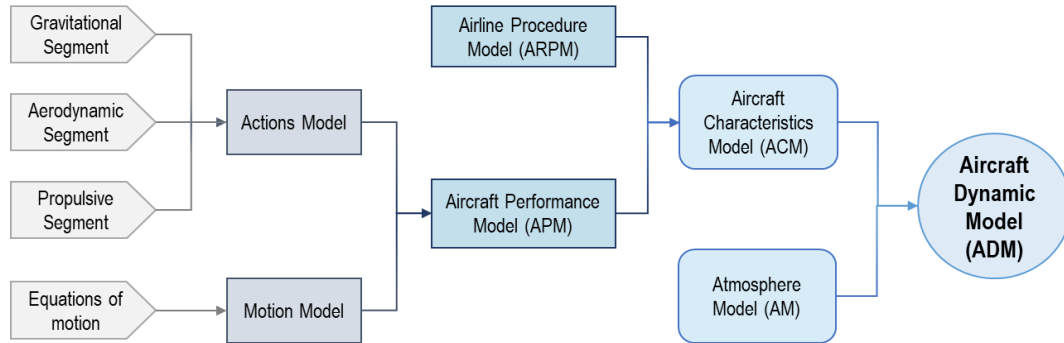 Gravitational
Segment
Aerodynamic
Segment
Propulsive
Segment
Equations of
motion
Actions Model
Motion Model
Airline Procedure
Model (ARPM)
Aircraft Performance
Model (APM)
Aircraft
Characteristics
Model (ACM)
Atmosphere
Model (AM)
Aircraft
Dynamic
Model
(ADM)